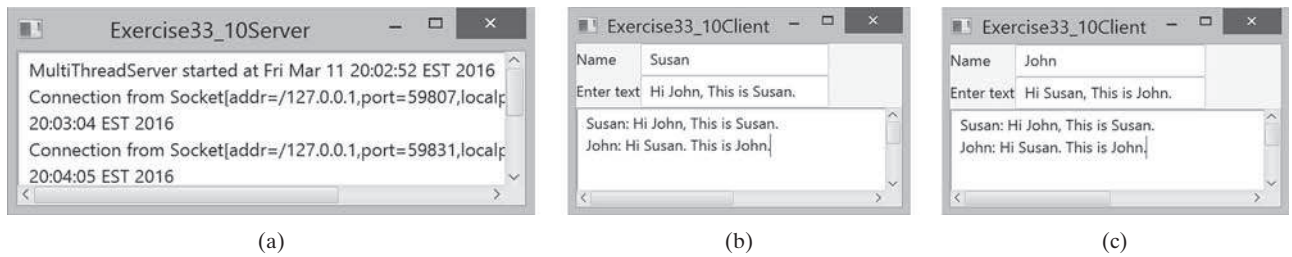 Exercise33_10Server
MultiThreadServer started at Fri Mar 11 20:02:52 EST 2016
Connection from Socket[addr=/127.0.0.1,port=59807,localp
20:03:04 EST 2016
Connection from Socket[addr=/127.0.0.1,port=59831,localp
20:04:05 EST 2016
(a)
Exercise33_10Client
Name Susan
Enter text Hi John, This is Susan.
Susan: Hi John, This is Susan.
John: Hi Susan. This is John.
(b)
Exercise33_10Client
Name John
Enter text Hi Susan, This is John.
Susan: Hi John, This is Susan.
John: Hi Susan. This is John.
(c)